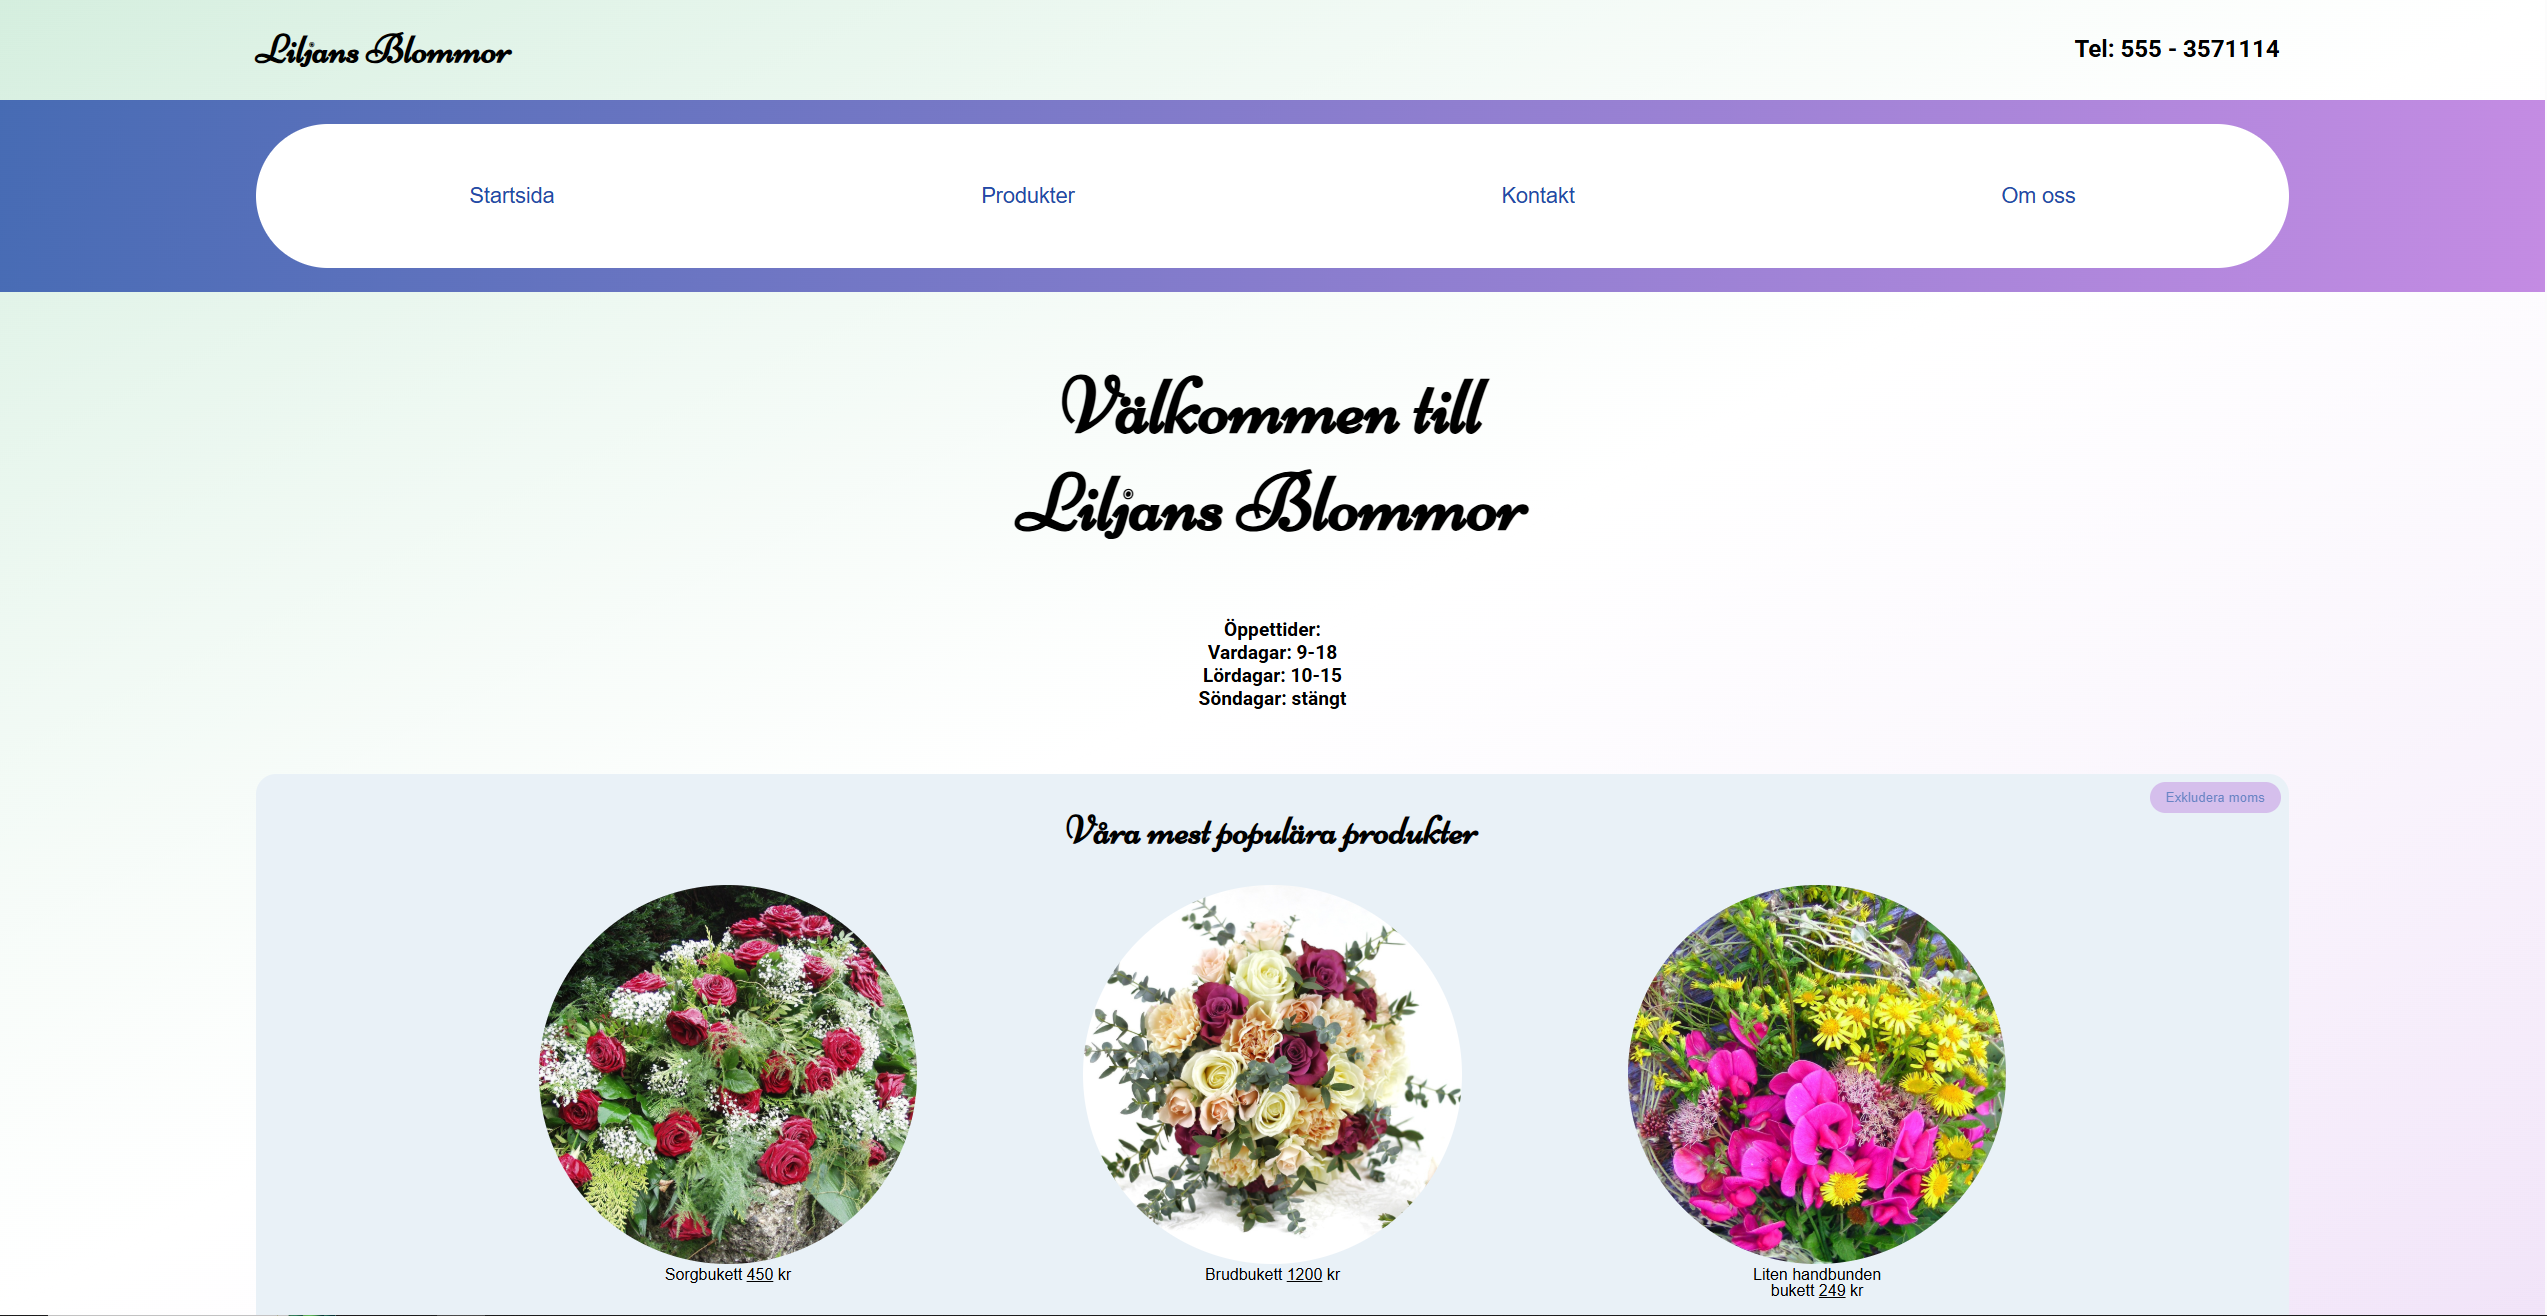 Liljans Blommor
Tel: 555 - 3571114
Startsida
Produkter
Kontakt
Om oss
Välkommen till
Liljans Blommor
Öppettider:
Vardagar: 9-18
Lördagar: 10-15
Söndagar: stängt
Exkludera moms
Våra mest populära produkter
Sorgbukett 450 kr
Brudbukett 1200 kr
Liten handbunden
bukett 249 kr